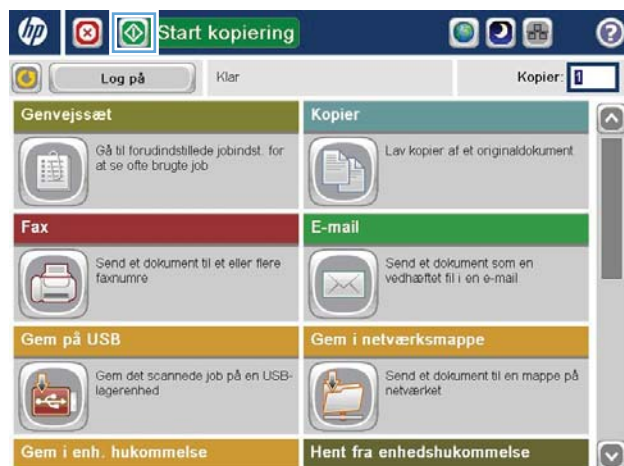 hp
Start kopiering
?
Log på
Klar
Kopier: 1
Genvejssæt
Gå til forudindstillede jobindst. for
at se ofte brugte job
Kopier
Lav kopier af et originaldokument
Fax
Send et dokument til et eller flere
faxnumre
E-mail
Send et dokument som en
vedhæftet fil i en e-mail
Gem på USB
Gem det scannede job på en USB-
lagerenhed
Gem i netværksmappe
Send et dokument til en mappe på
netværket
Gem i enh. hukommelse
Hent fra enhedshukommelse